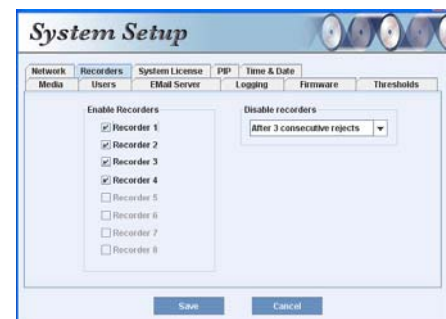 System Setup
Network Recorders System License PIP Time & Date
Media Users EMail Server Logging Firmware Thresholds
Enable Recorders
Recorder 1
Recorder 2
Recorder 3
Recorder 4
Recorder 5
Recorder 6
Recorder 7
Recorder 8
Disable recorders
After 3 consecutive rejects
Save Cancel